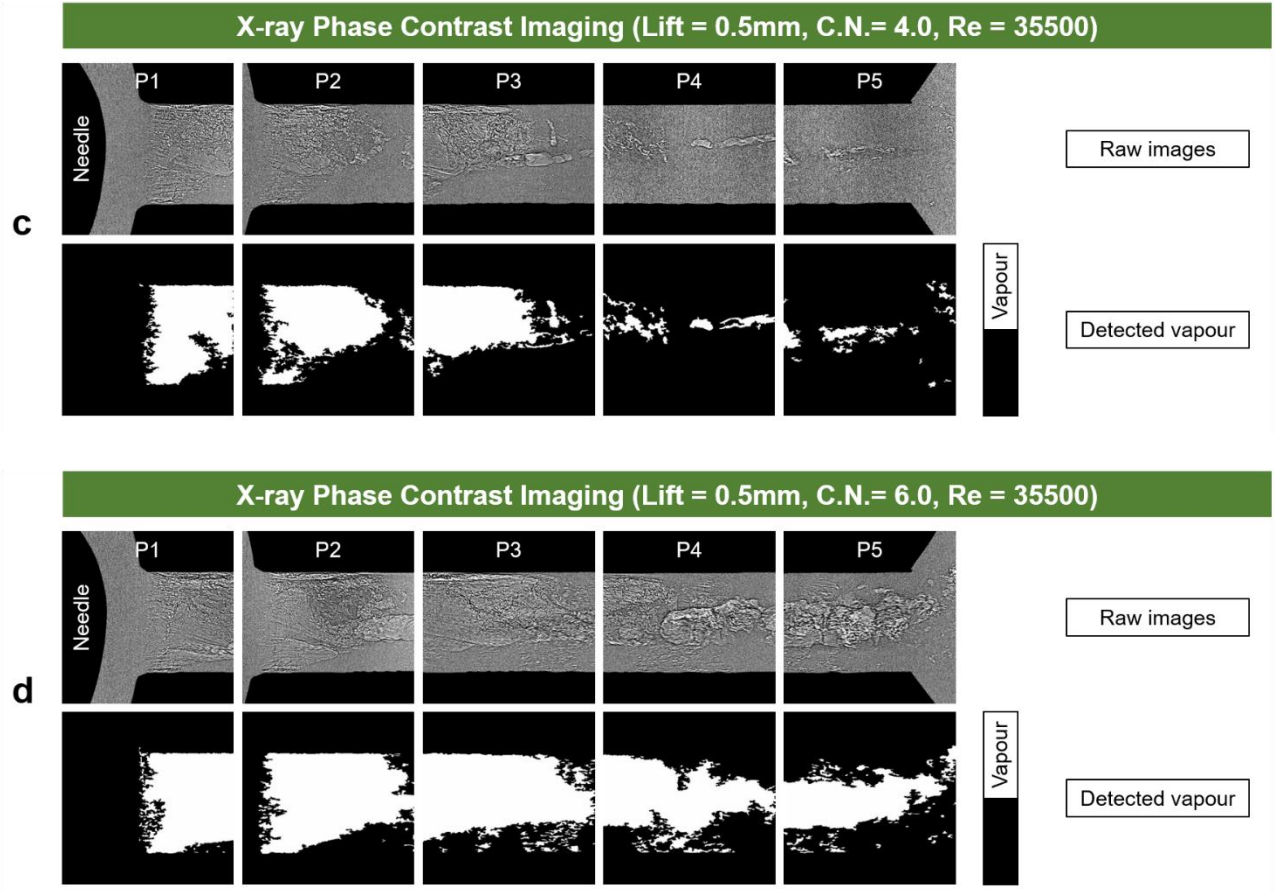 X-ray Phase Contrast Imaging (Lift = 0.5mm, C.N.= 4.0, Re = 35500)
P1
P2
P3
P4
P5
Needle
Raw images
c
Vapour
Detected vapour
X-ray Phase Contrast Imaging (Lift = 0.5mm, C.N.= 6.0, Re = 35500)
P1
P2
P3
P4
P5
Needle
Raw images
d
Vapour
Detected vapour